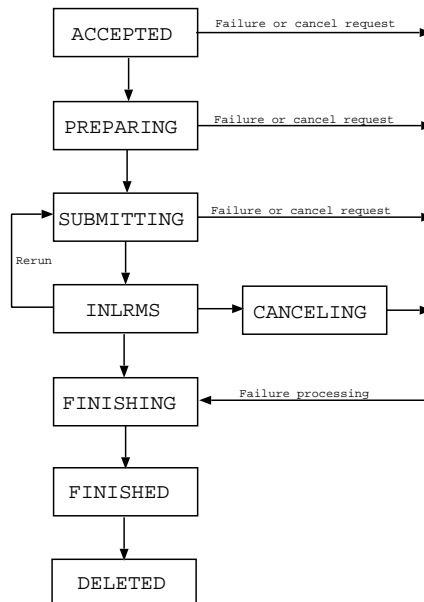 ACCEPTED
Failure or cancel request
PREPARING
Failure or cancel request
SUBMITTING
Failure or cancel request
Rerun
INLRMS
CANCELING
FINISHING
Failure processing
FINISHED
DELETED